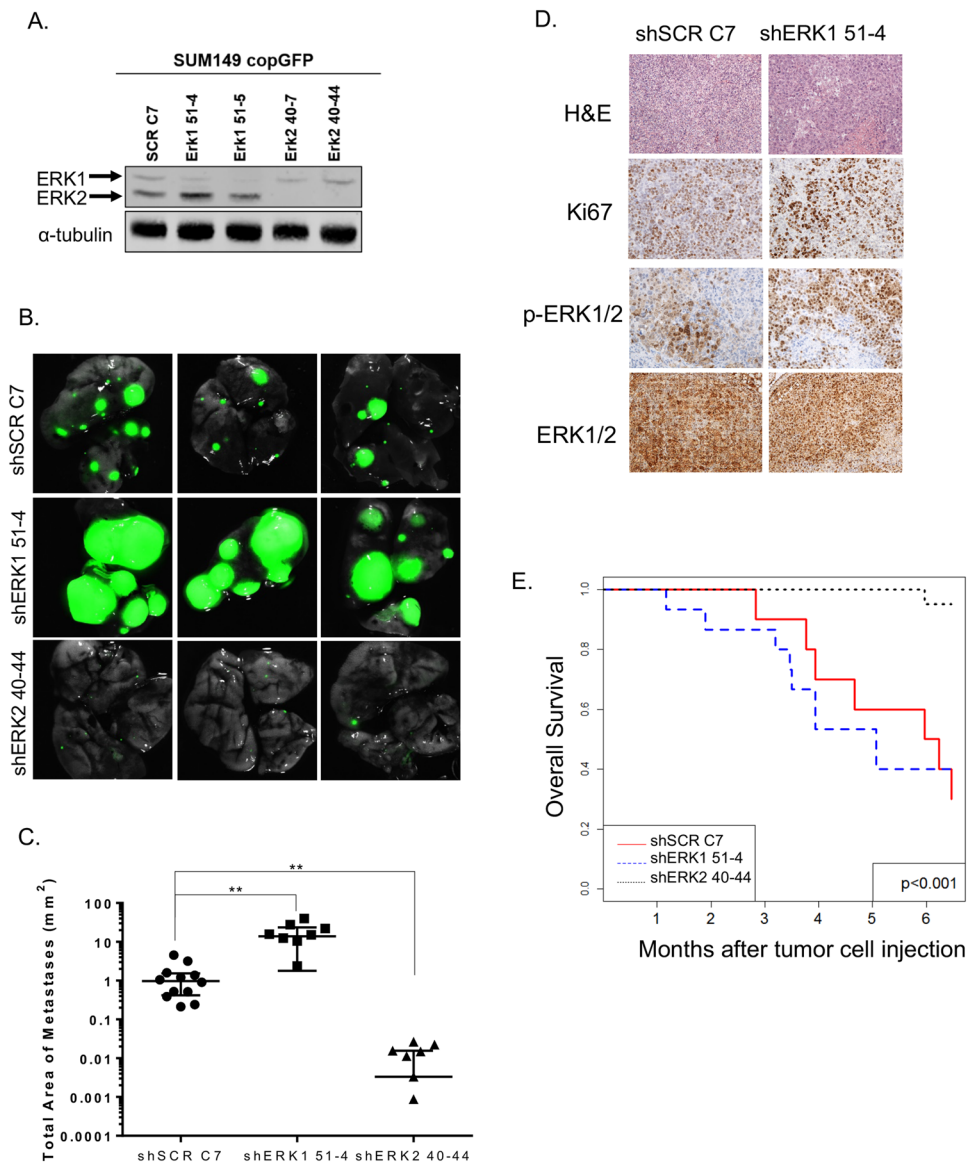 A.
SUM149 copGFP
SCR C7
Erk1 51-4
Erk1 51-5
Erk2 40-7
Erk2 40-44
ERK1
ERK2
α-tubulin
B.
shSCR C7
shERK1 51-4
shERK2 40-44
C.
**
**
Total Area of Metastases (mm²)
100
10
1
0.1
0.01
0.001
0.0001
shSCR C7 shERK1 51-4 shERK2 40-44
D.
shSCR C7 shERK1 51-4
H&E
Ki67
p-ERK1/2
ERK1/2
E.
Overall Survival
1.0
0.8
0.6
0.4
0.2
0.0
shSCR C7
shERK1 51-4
shERK2 40-44
p<0.001
1 2 3 4 5 6
Months after tumor cell injection